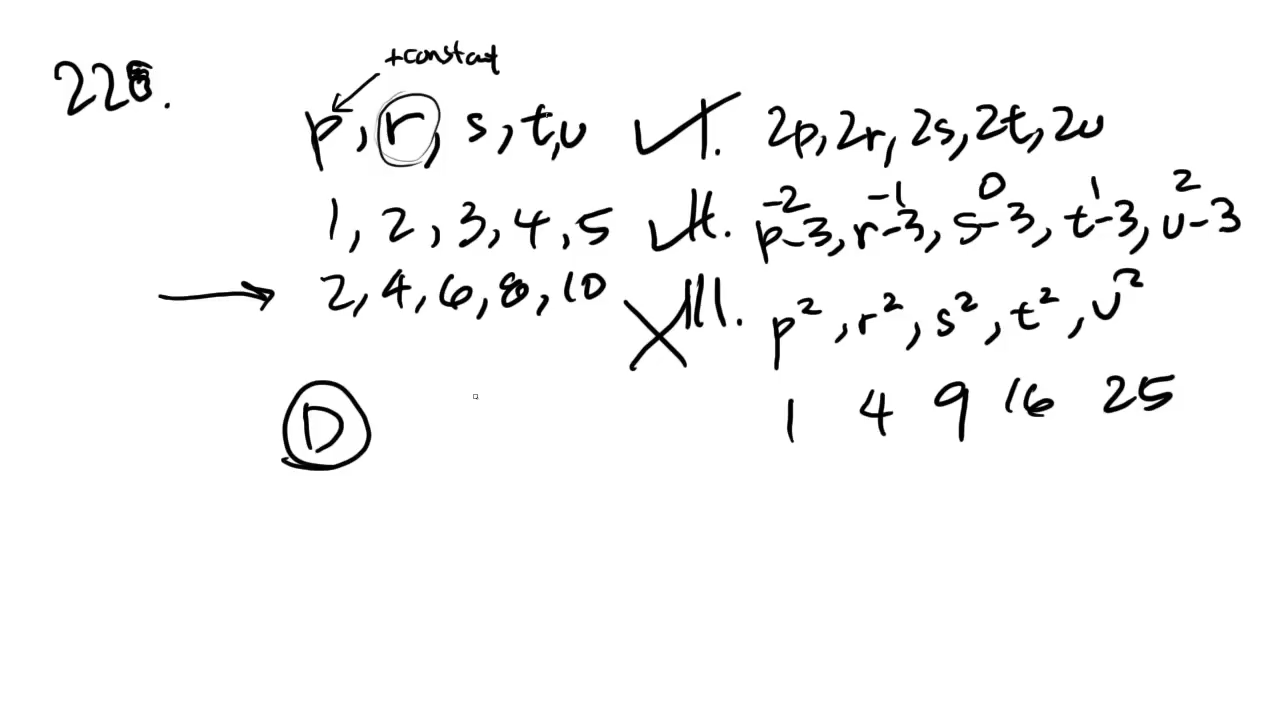 +constant
228.
p, r, s, t, u I. 2p, 2r, 2s, 2t, 2u
-2 -1 0 1 2
1, 2, 3, 4, 5 II. p-3, r-3, s-3, t-3, u-3
2, 4, 6, 8, 10 III. p², r², s², t², u²
1 4 9 16 25
D